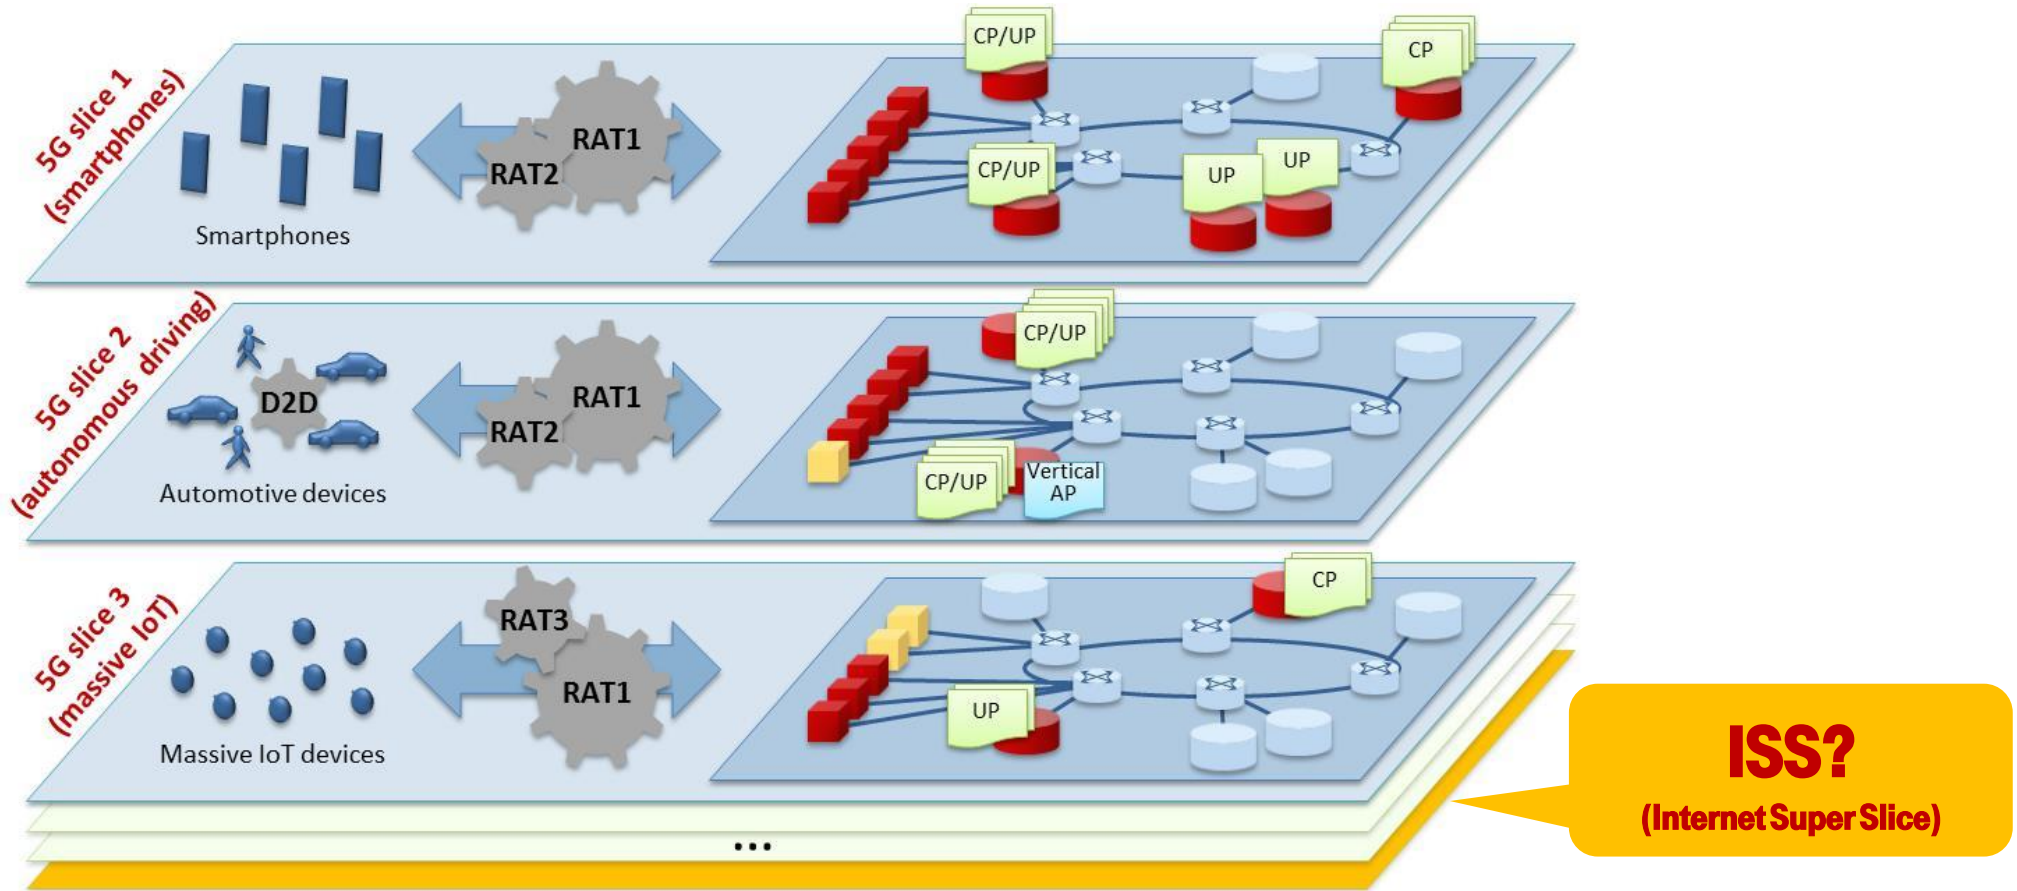 5G slice 1
(smartphones)
Smartphones
RAT1
RAT2
CP/UP
CP
CP/UP
UP
UP
5G slice 2
(autonomous driving)
D2D
Automotive devices
RAT1
RAT2
CP/UP
CP/UP
Vertical
AP
5G slice 3
(massive IoT)
Massive IoT devices
RAT3
RAT1
CP
UP
...
ISS?
(Internet Super Slice)